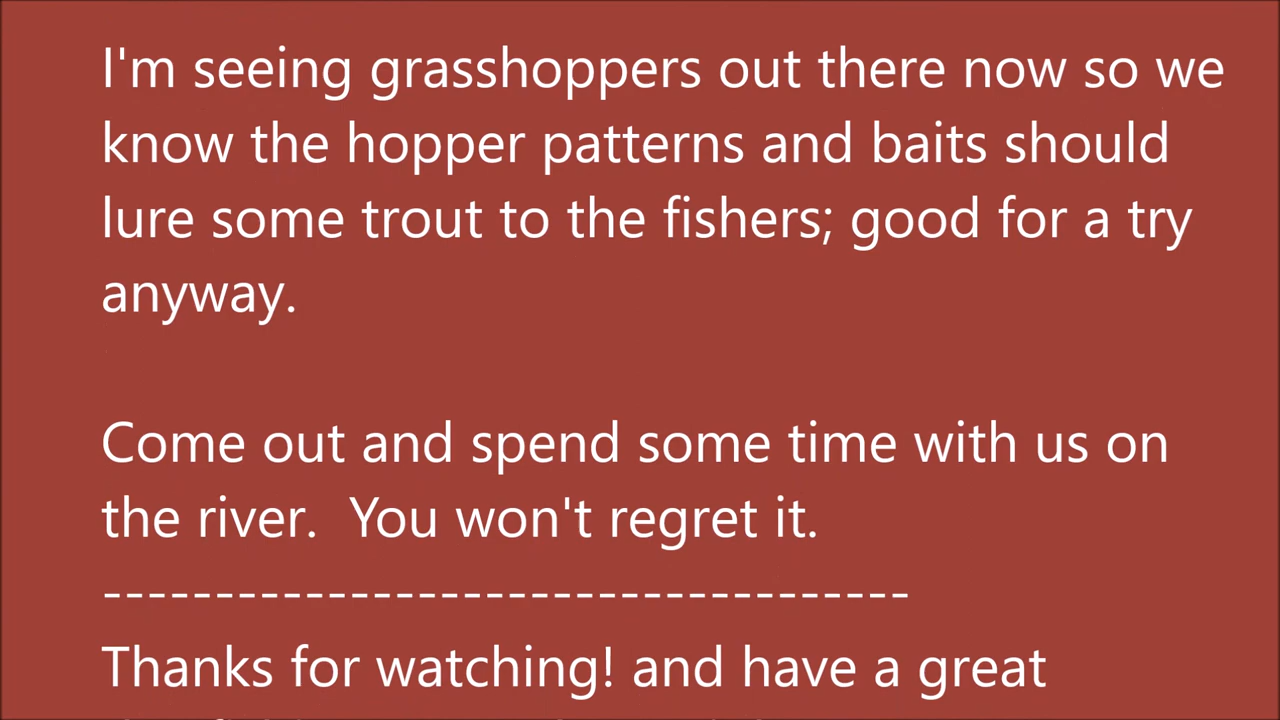 I'm seeing grasshoppers out there now so we
know the hopper patterns and baits should
lure some trout to the fishers; good for a try
anyway.
Come out and spend some time with us on
the river.  You won't regret it.
------------------------------------
Thanks for watching! and have a great